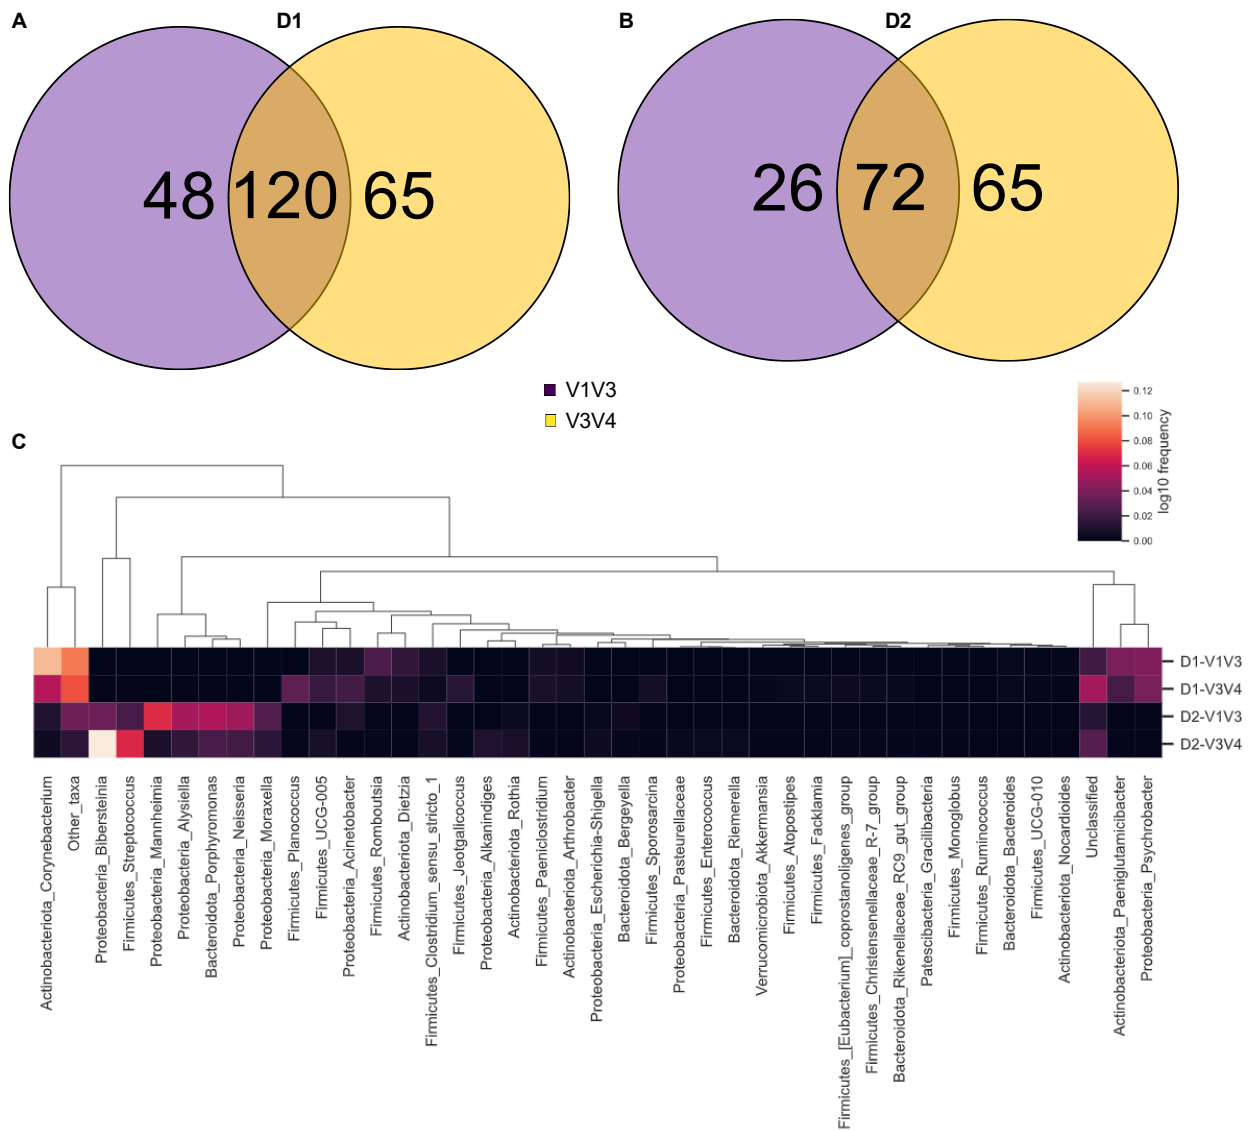 A
D1
B
D2
48
120
65
26
72
65
V1V3
V3V4
0.12
0.10
0.08
0.06
0.04
0.02
0.00
log10 frequency
C
D1-V1V3
D1-V3V4
D2-V1V3
D2-V3V4
Actinobacteriota_Corynebacterium
Other_taxa
Proteobacteria_Bibersteinia
Firmicutes_Streptococcus
Proteobacteria_Mannheimia
Proteobacteria_Alysiella
Bacteroidota_Porphyromonas
Proteobacteria_Neisseria
Proteobacteria_Moraxella
Firmicutes_Planococcus
Firmicutes_UCG-005
Proteobacteria_Acinetobacter
Firmicutes_Romboutsia
Actinobacteriota_Dietzia
Firmicutes_Clostridium_sensu_stricto_1
Firmicutes_Jeotgalicoccus
Proteobacteria_Alkanindiges
Actinobacteriota_Rothia
Firmicutes_Paeniclostridium
Actinobacteriota_Arthrobacter
Proteobacteria_Escherichia-Shigella
Bacteroidota_Bergeyella
Firmicutes_Sporosarcina
Proteobacteria_Pasteurellaceae
Firmicutes_Enterococcus
Bacteroidota_Riemerella
Verrucomicrobiota_Akkermansia
Firmicutes_Atopostipes
Firmicutes_Facklamia
Firmicutes_[Eubacterium]_coprostanoligenes_group
Firmicutes_Christensenellaceae_R-7_group
Bacteroidota_Rikenellaceae_RC9_gut_group
Patescibacteria_Gracilibacteria
Firmicutes_Monoglobus
Firmicutes_Ruminococcus
Bacteroidota_Bacteroides
Firmicutes_UCG-010
Actinobacteriota_Nocardioides
Unclassified
Actinobacteriota_Paeniglutamicibacter
Proteobacteria_Psychrobacter